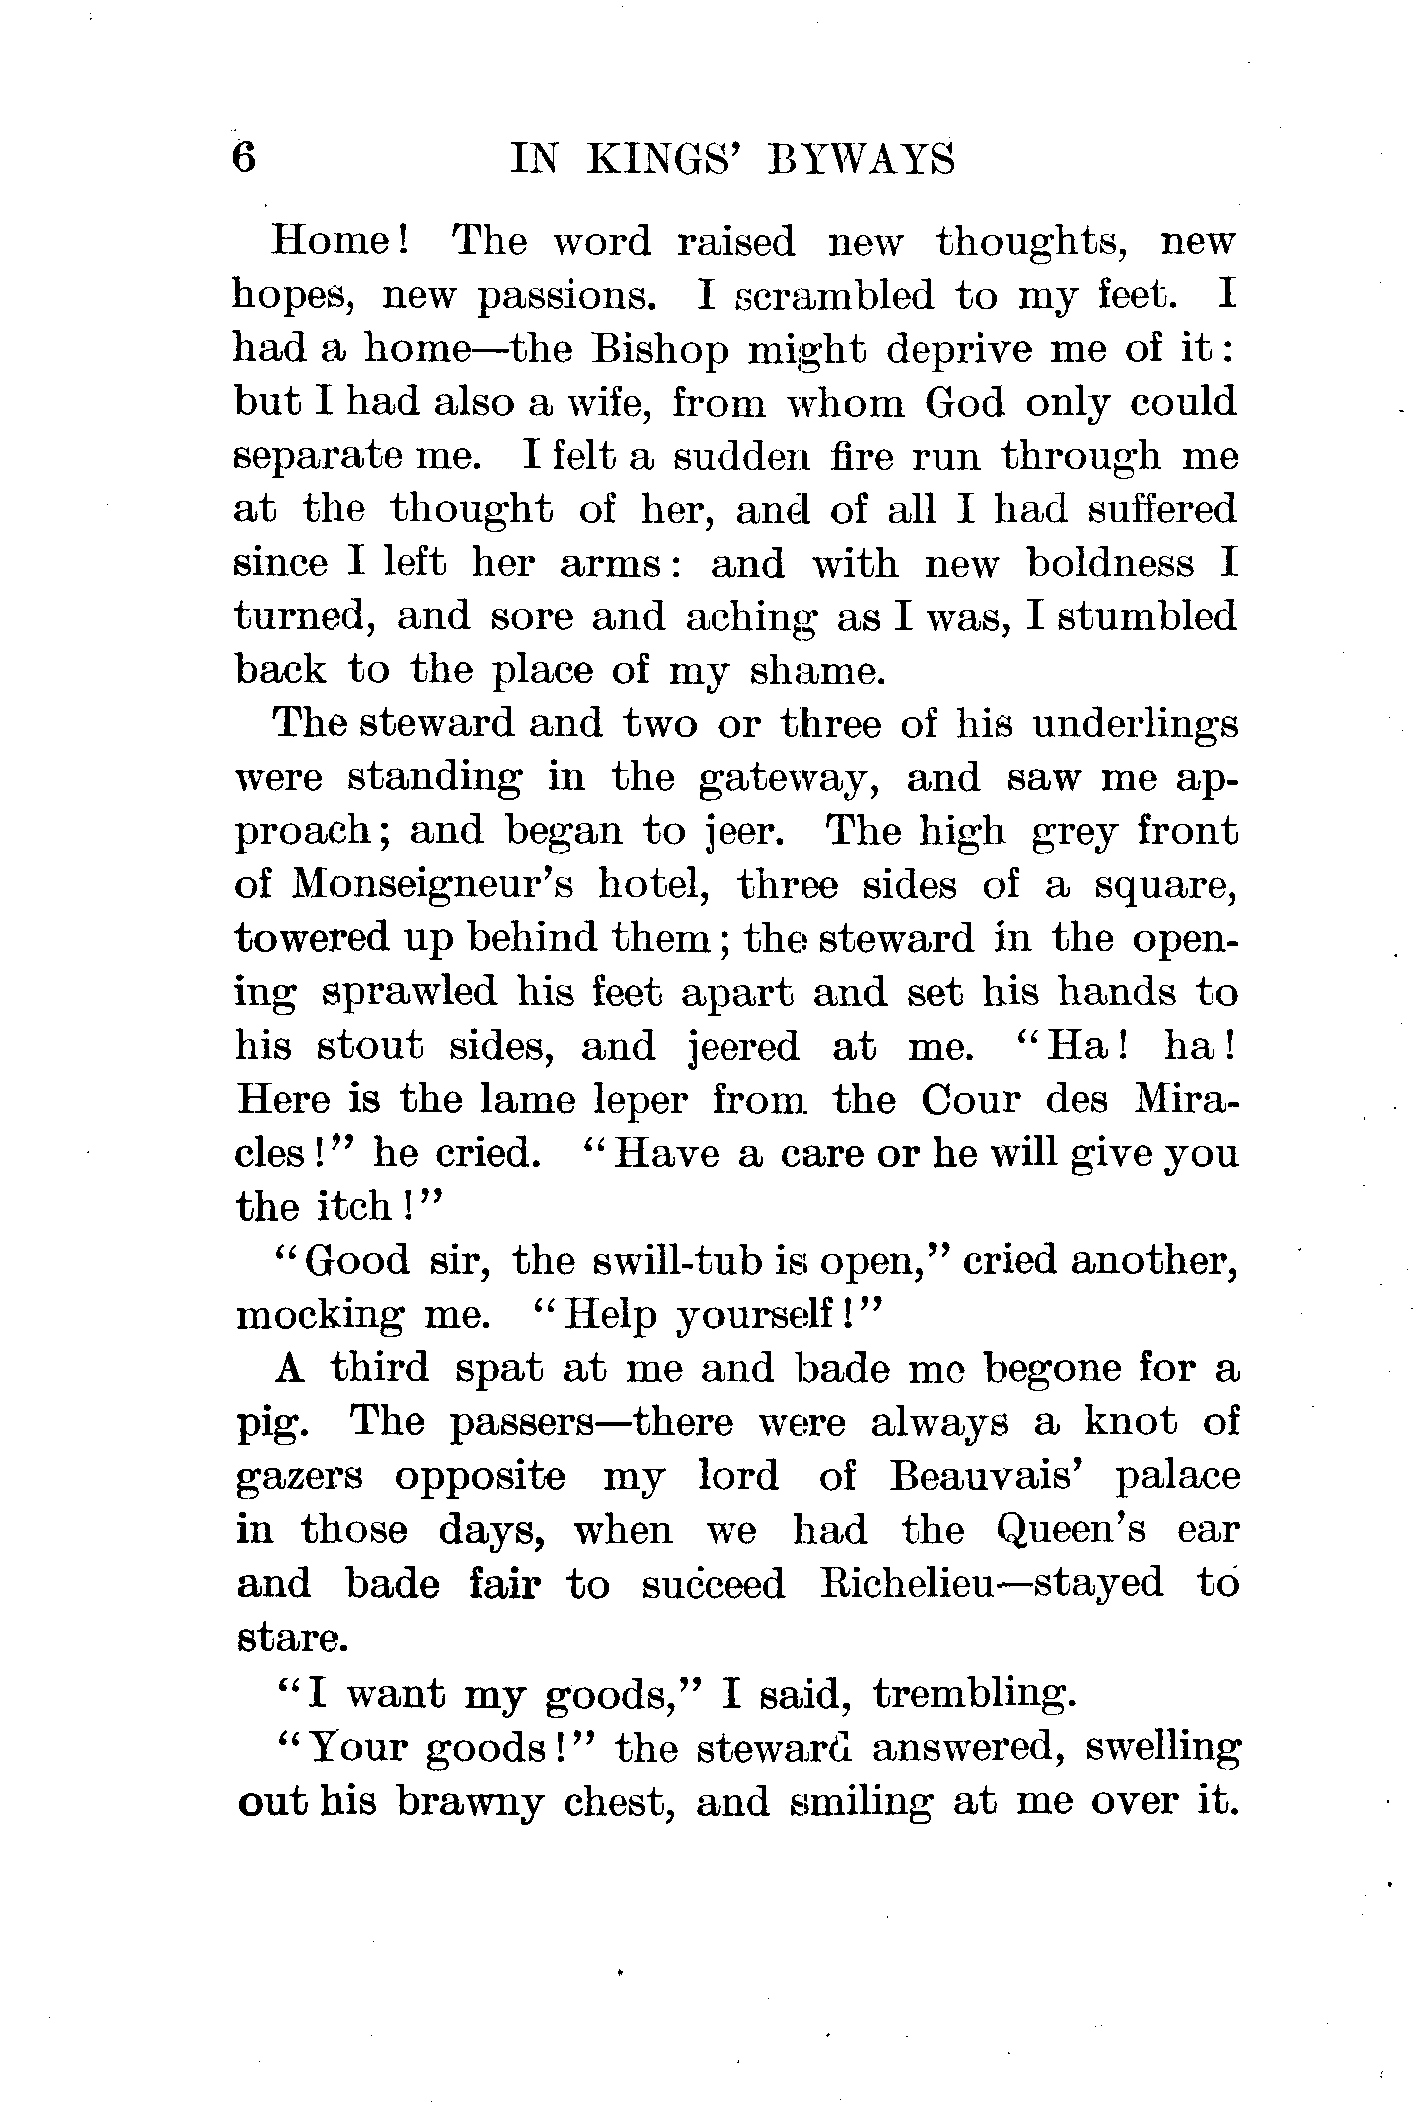 6 IN KINGS' BYWAYS
Home! The word raised new thoughts, new
hopes, new passions. I scrambled to my feet. I
had a home—the Bishop might deprive me of it:
but I had also a wife, from whom God only could
separate me. I felt a sudden fire run through me
at the thought of her, and of all I had suffered
since I left her arms: and with new boldness I
turned, and sore and aching as I was, I stumbled
back to the place of my shame.
The steward and two or three of his underlings
were standing in the gateway, and saw me ap-
proach; and began to jeer. The high grey front
of Monseigneur's hotel, three sides of a square,
towered up behind them; the steward in the open-
ing sprawled his feet apart and set his hands to
his stout sides, and jeered at me. "Ha! ha!
Here is the lame leper from the Cour des Mira-
cles!" he cried. "Have a care or he will give you
the itch!"
"Good sir, the swill-tub is open," cried another,
mocking me. "Help yourself!"
A third spat at me and bade me begone for a
pig. The passers—there were always a knot of
gazers opposite my lord of Beauvais' palace
in those days, when we had the Queen's ear
and bade fair to succeed Richelieu—stayed to
stare.
"I want my goods," I said, trembling.
"Your goods!" the steward answered, swelling
out his brawny chest, and smiling at me over it.